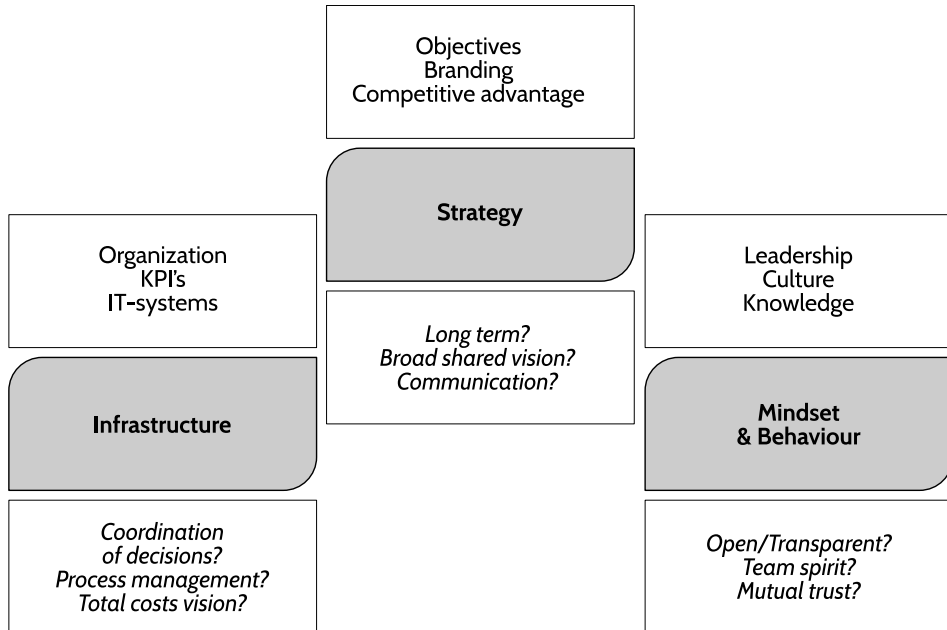 Objectives
Branding
Competitive advantage
Strategy
Long term?
Broad shared vision?
Communication?
Organization
KPI's
IT-systems
Infrastructure
Coordination
of decisions?
Process management?
Total costs vision?
Leadership
Culture
Knowledge
Mindset
& Behaviour
Open/Transparent?
Team spirit?
Mutual trust?